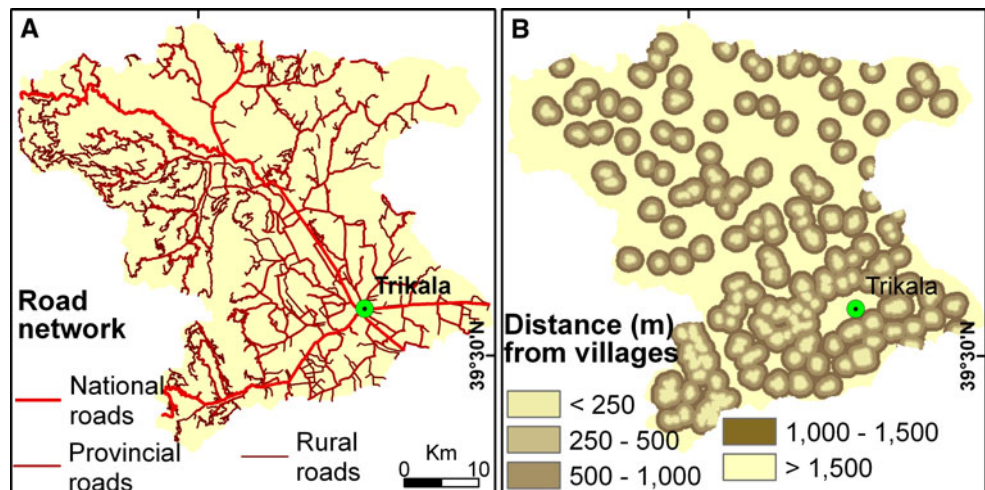 A
Trikala
Road
network
National
roads
Provincial
roads
Rural
roads
Km
0 10
39°30'N
B
Trikala
Distance (m)
from villages
< 250
250 - 500
500 - 1,000
1,000 - 1,500
> 1,500
39°30'N